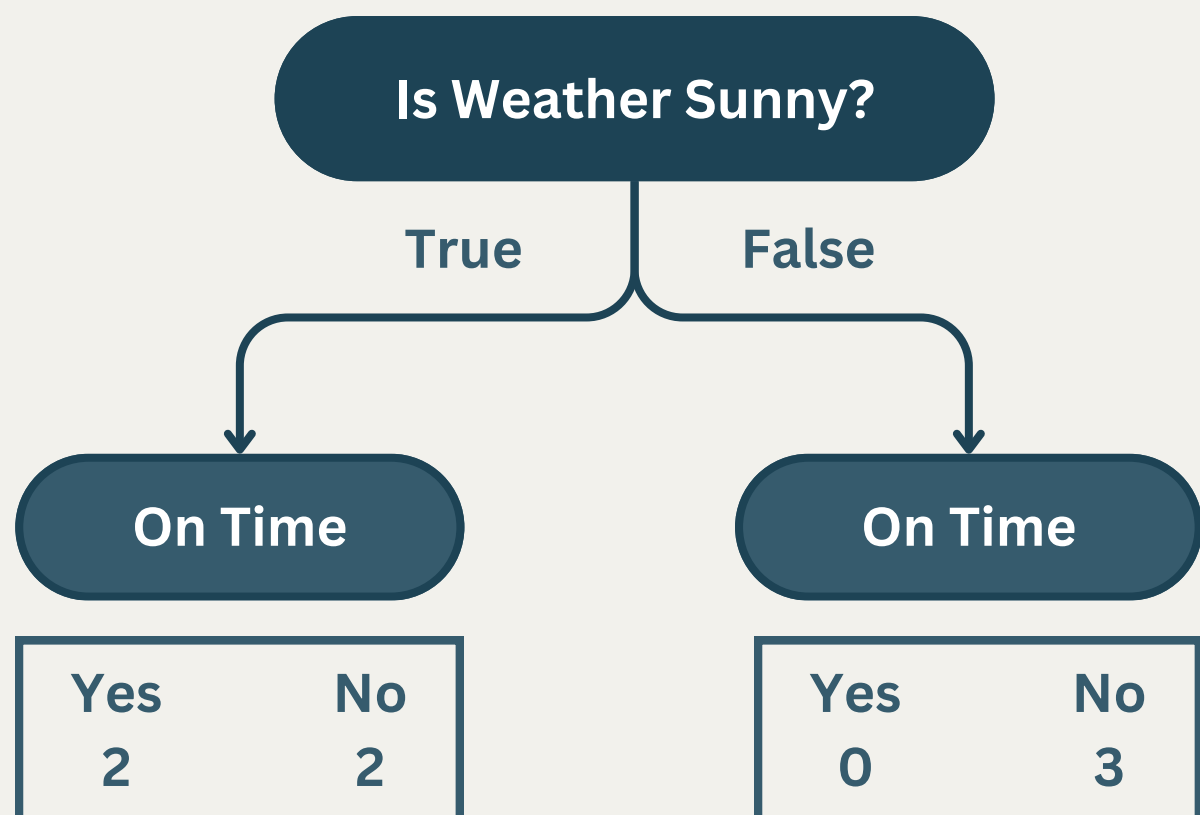 Is Weather Sunny?
True False
On Time On Time
Yes No Yes No
2 2 0 3